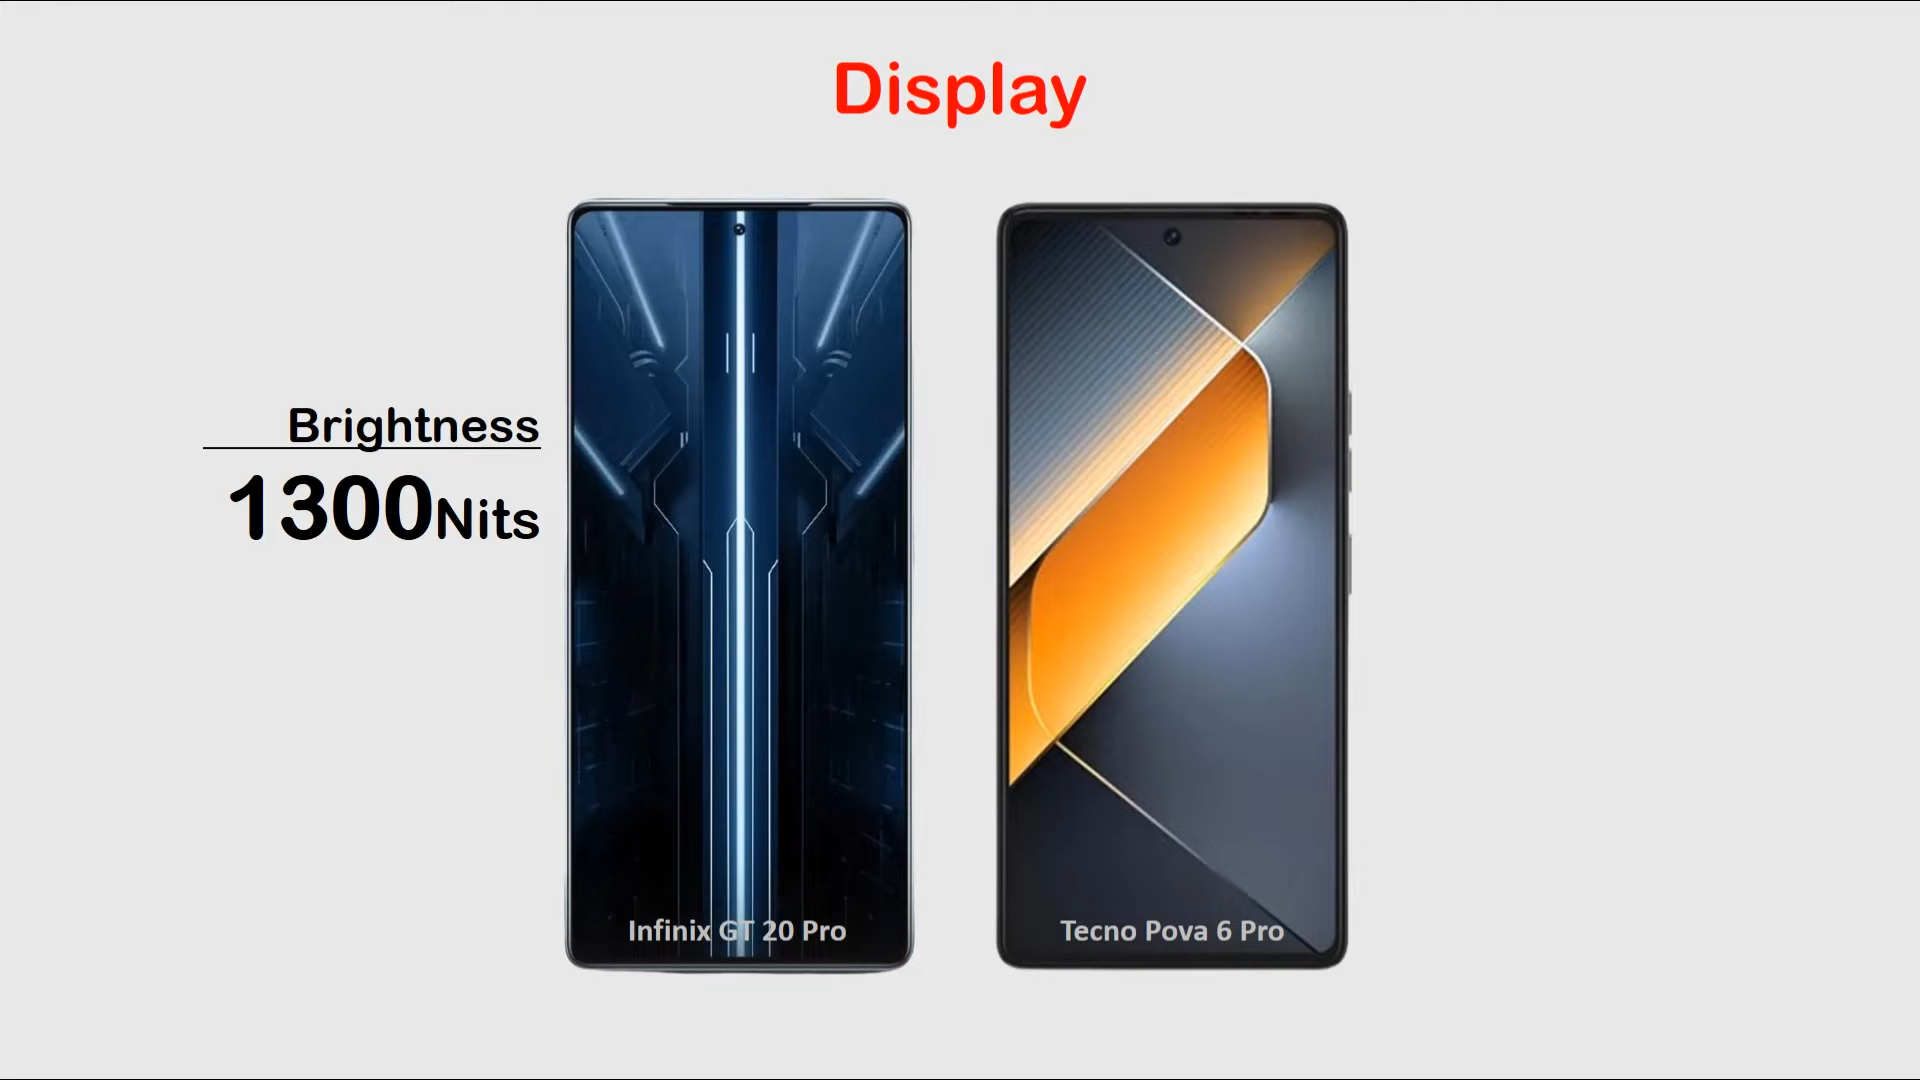 Display
Brightness
1300Nits
Infinix GT 20 Pro
Tecno Pova 6 Pro